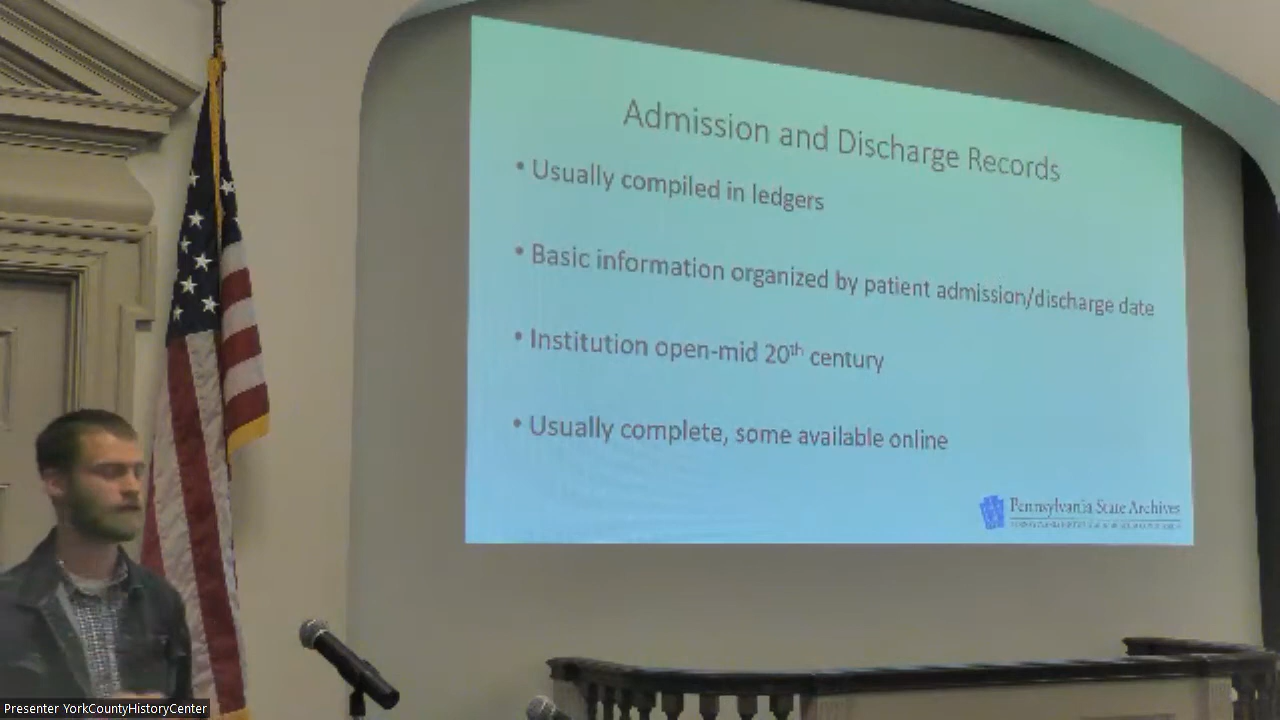 Admission and Discharge Records
• Usually compiled in ledgers
• Basic information organized by patient admission/discharge date
• Institution open-mid 20th century
• Usually complete, some available online
Pennsylvania State Archives
Presenter YorkCountyHistoryCenter